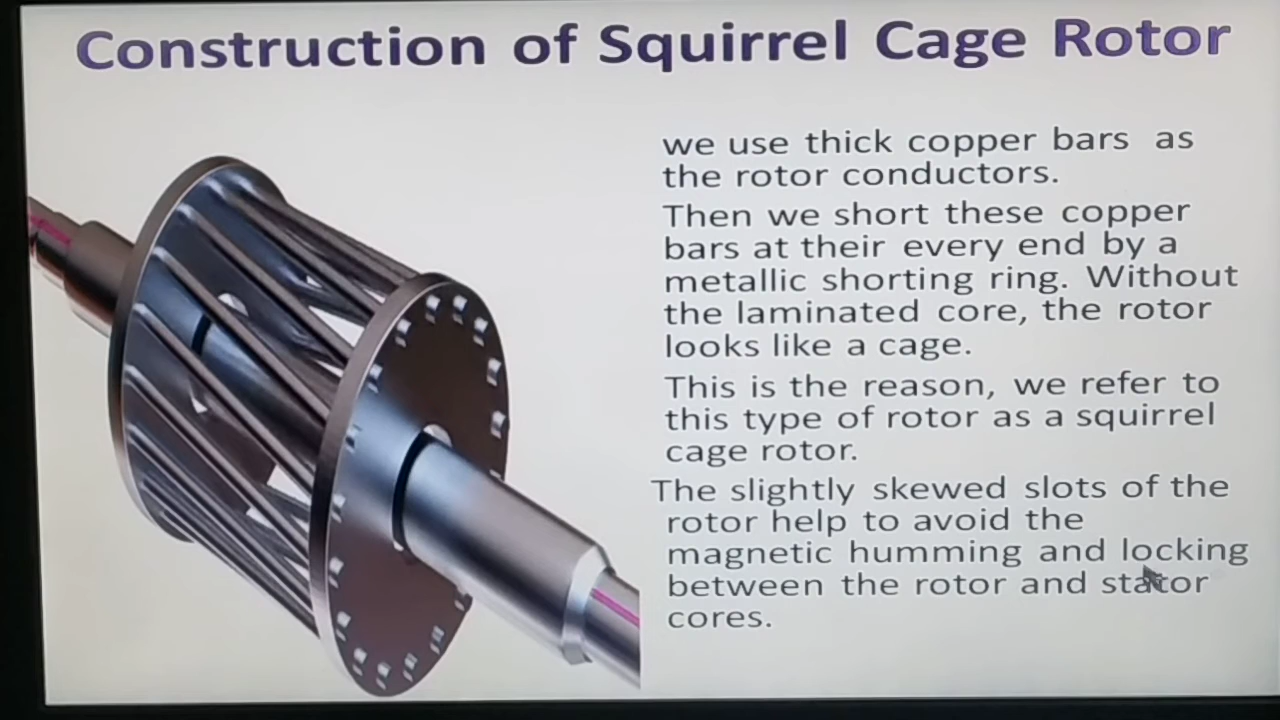 Construction of Squirrel Cage Rotor
we use thick copper bars as
the rotor conductors.
Then we short these copper
bars at their every end by a
metallic shorting ring. Without
the laminated core, the rotor
looks like a cage.
This is the reason, we refer to
this type of rotor as a squirrel
cage rotor.
The slightly skewed slots of the
rotor help to avoid the
magnetic humming and locking
between the rotor and stator
cores.